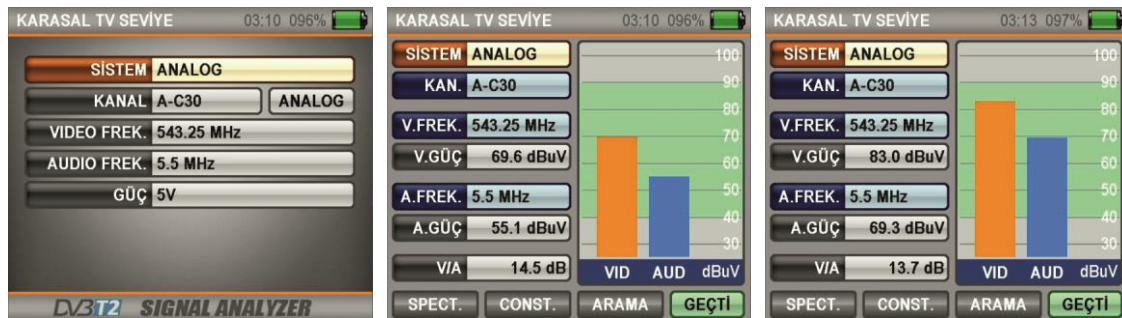 KARASAL TV SEVİYE 03:10 096%
SİSTEM ANALOG
KANAL A-C30 ANALOG
VIDEO FREK. 543.25 MHz
AUDIO FREK. 5.5 MHz
GÜÇ 5V
DVB T2 SIGNAL ANALYZER
KARASAL TV SEVİYE 03:10 096%
SİSTEM ANALOG
KAN. A-C30
V.FREK. 543.25 MHz
V.GÜÇ 69.6 dBuV
A.FREK. 5.5 MHz
A.GÜÇ 55.1 dBuV
V/A 14.5 dB
100
90
80
70
60
50
40
30
VID AUD dBuV
SPECT. CONST. ARAMA GEÇTİ
KARASAL TV SEVİYE 03:13 097%
SİSTEM ANALOG
KAN. A-C30
V.FREK. 543.25 MHz
V.GÜÇ 83.0 dBuV
A.FREK. 5.5 MHz
A.GÜÇ 69.3 dBuV
V/A 13.7 dB
100
90
80
70
60
50
40
30
VID AUD dBuV
SPECT. CONST. ARAMA GEÇTİ